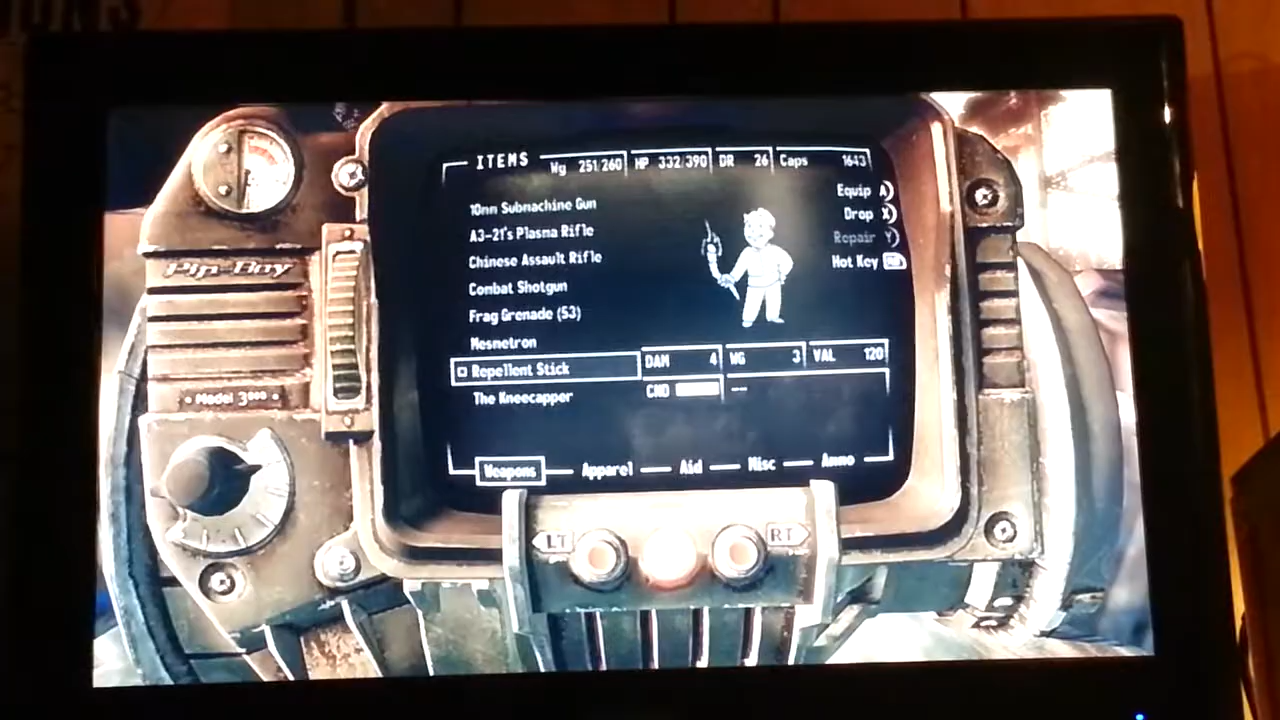 ITEMS Wg 251/260 HP 332/390 DR 26 Caps 1643
10mm Submachine Gun
A3-21's Plasma Rifle
Chinese Assault Rifle
Combat Shotgun
Frag Grenade (53)
Mesmetron
Repellent Stick
The Kneecapper
Equip A)
Drop X)
Repair Y)
Hot Key
DAM 4 WG 3 VAL 120
CND --
Weapons Apparel Aid Misc Ammo
Pip-Boy
Model 3000
LT RT